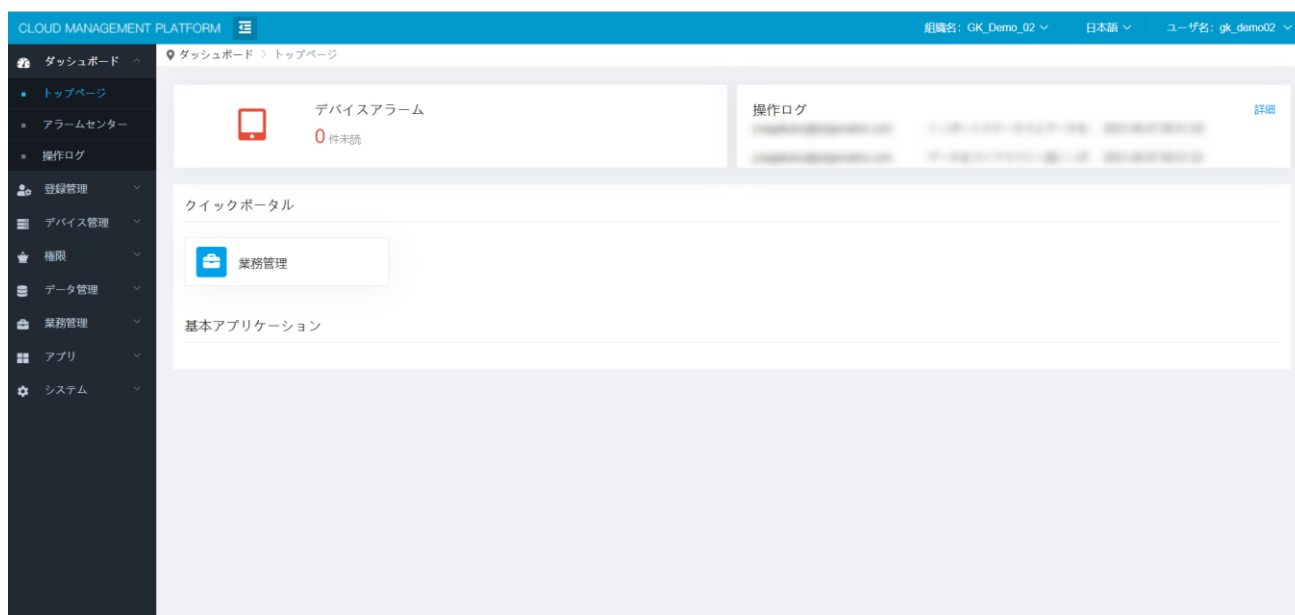 CLOUD MANAGEMENT PLATFORM
組織名: GK_Demo_02
日本語
ユーザ名: gk_demo02
ダッシュボード
トップページ
アラームセンター
操作ログ
登録管理
デバイス管理
権限
データ管理
業務管理
アプリ
システム
ダッシュボード > トップページ
デバイスアラーム
0 件未読
操作ログ
詳細
クイックポータル
業務管理
基本アプリケーション